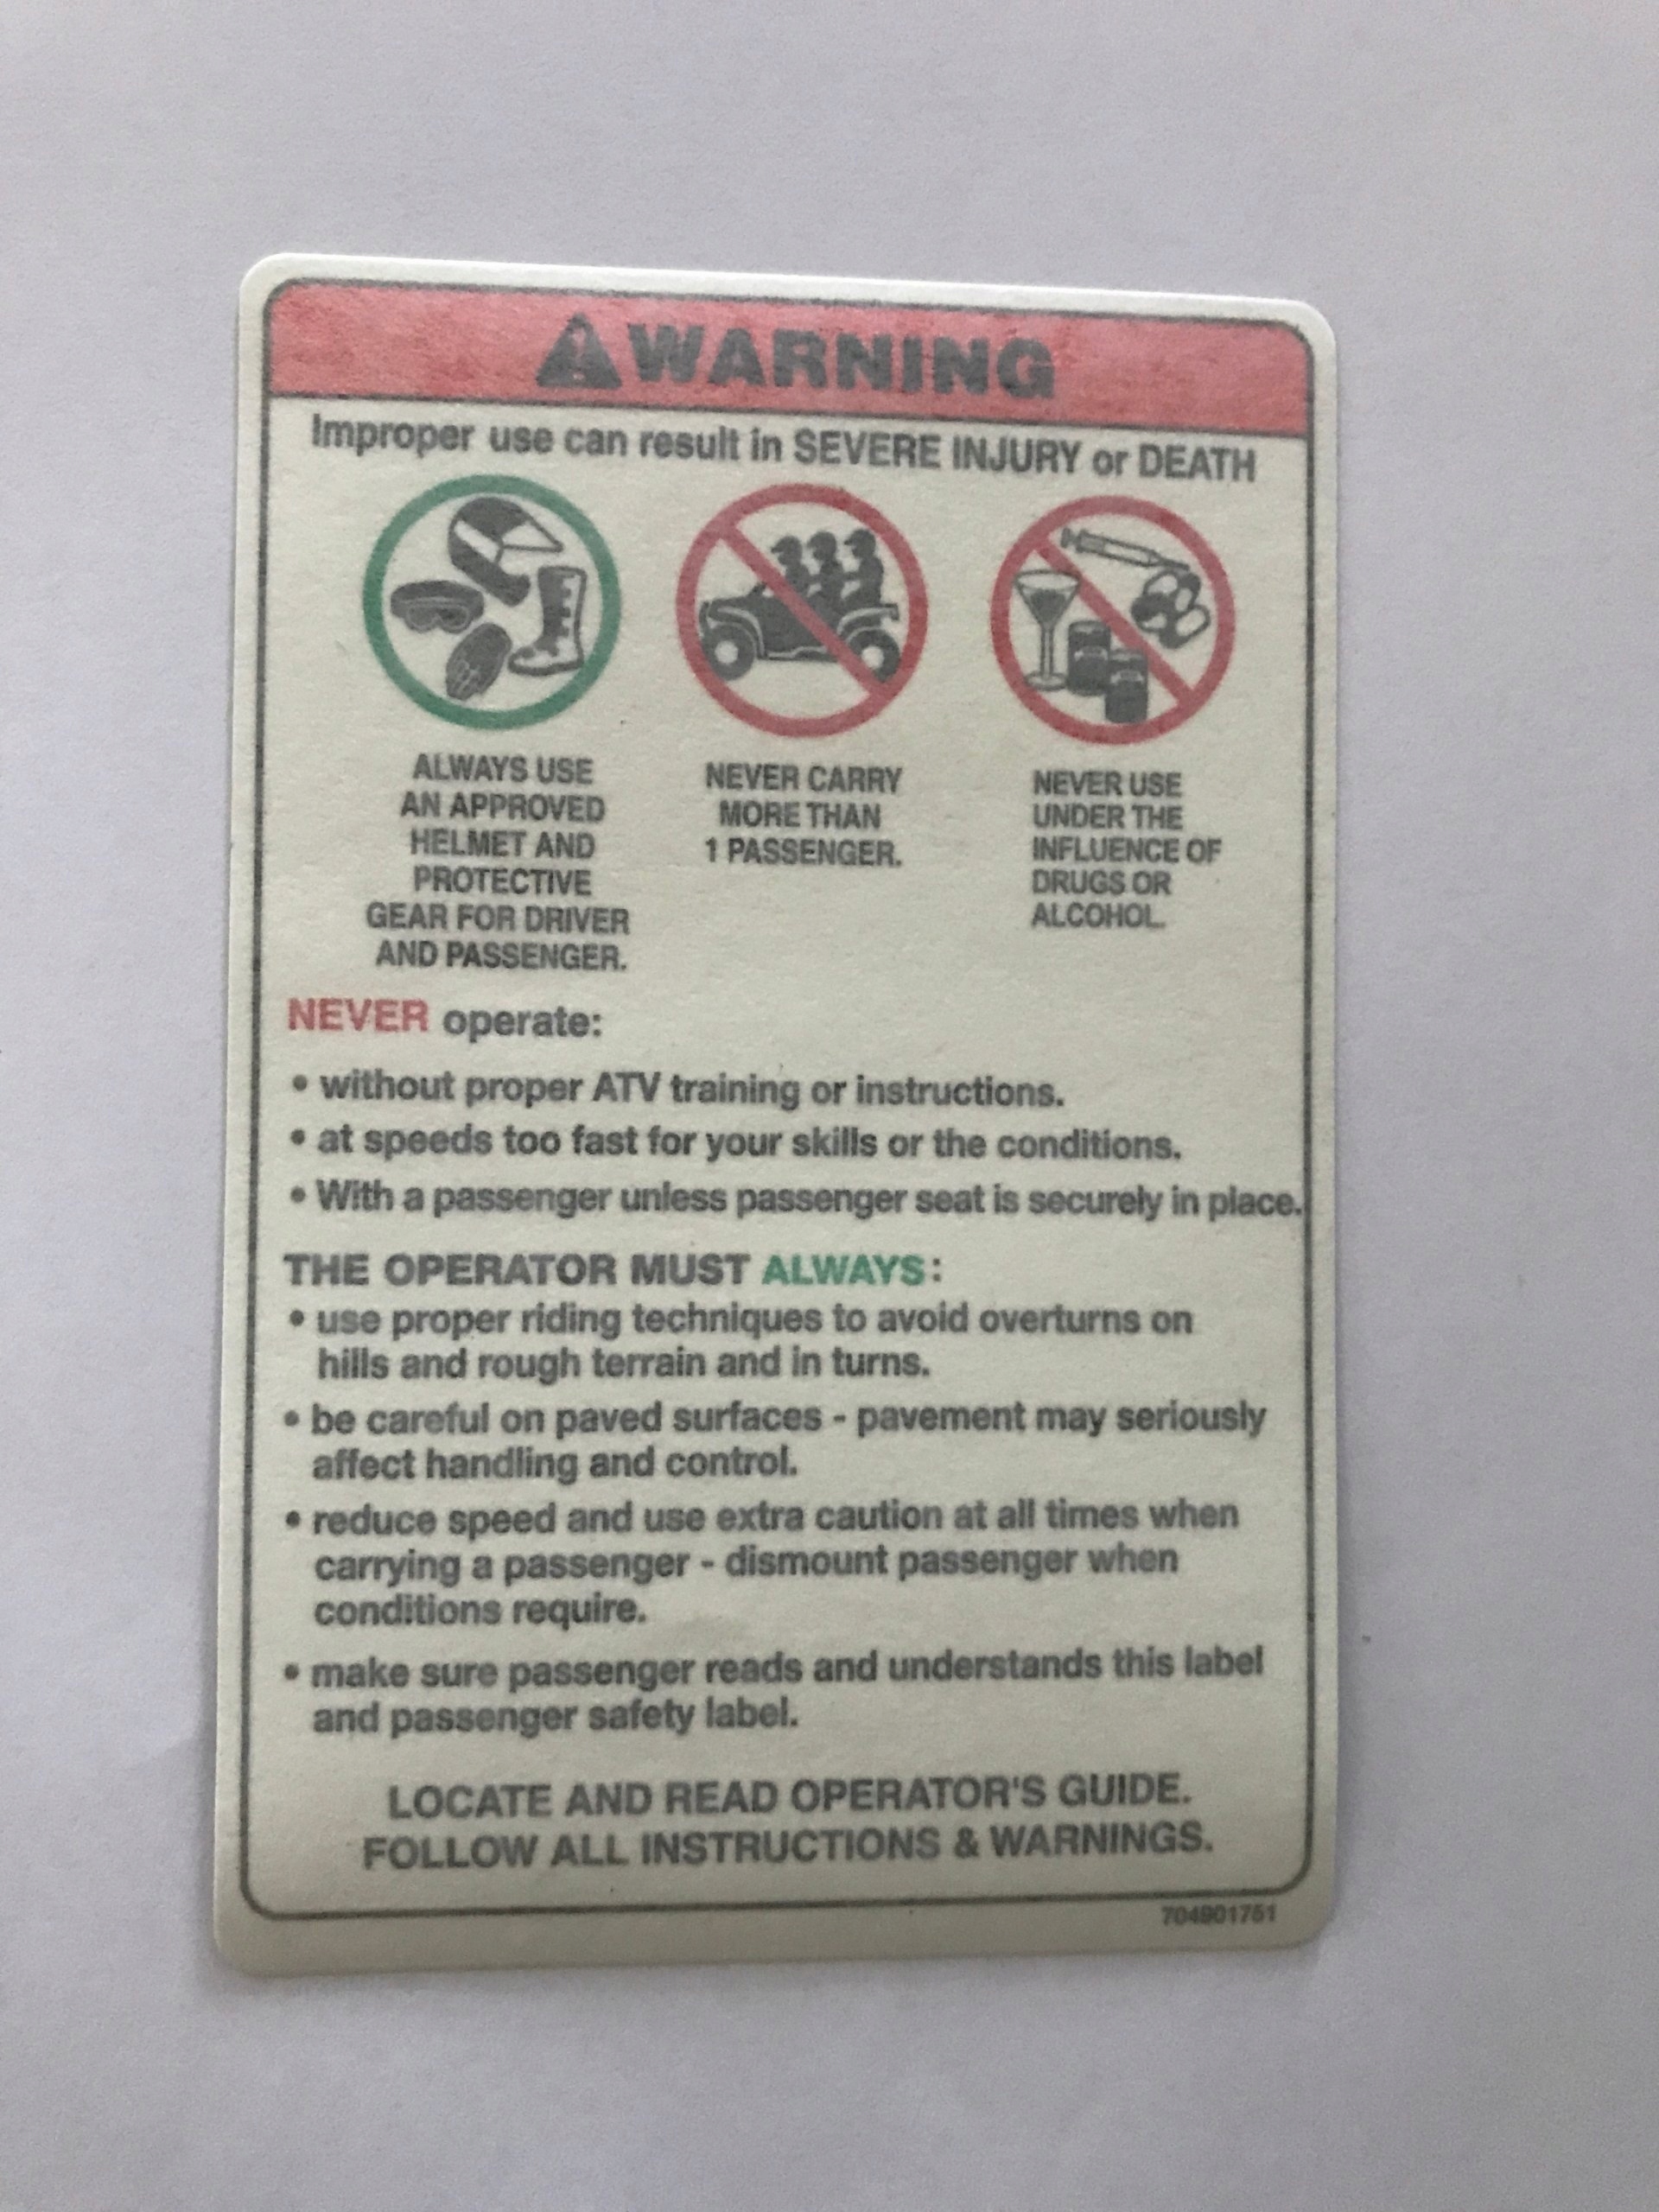 WARNING
Improper use can result in SEVERE INJURY or DEATH
ALWAYS USE
AN APPROVED
HELMET AND
PROTECTIVE
GEAR FOR DRIVER
AND PASSENGER.
NEVER CARRY
MORE THAN
1 PASSENGER.
NEVER USE
UNDER THE
INFLUENCE OF
DRUGS OR
ALCOHOL.
NEVER operate:
• without proper ATV training or instructions.
• at speeds too fast for your skills or the conditions.
• With a passenger unless passenger seat is securely in place.
THE OPERATOR MUST ALWAYS:
• use proper riding techniques to avoid overturns on
hills and rough terrain and in turns.
• be careful on paved surfaces - pavement may seriously
affect handling and control.
• reduce speed and use extra caution at all times when
carrying a passenger - dismount passenger when
conditions require.
• make sure passenger reads and understands this label
and passenger safety label.
LOCATE AND READ OPERATOR'S GUIDE.
FOLLOW ALL INSTRUCTIONS & WARNINGS.
704901751